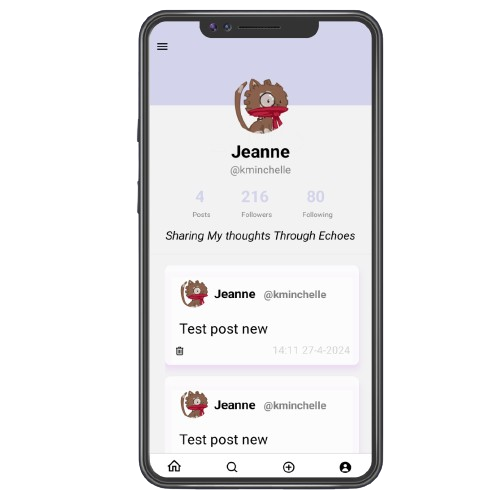 Jeanne
@kminchelle
4 216 80
Posts Followers Following
Sharing My thoughts Through Echoes
Jeanne @kminchelle
Test post new
14:11 27-4-2024
Jeanne @kminchelle
Test post new